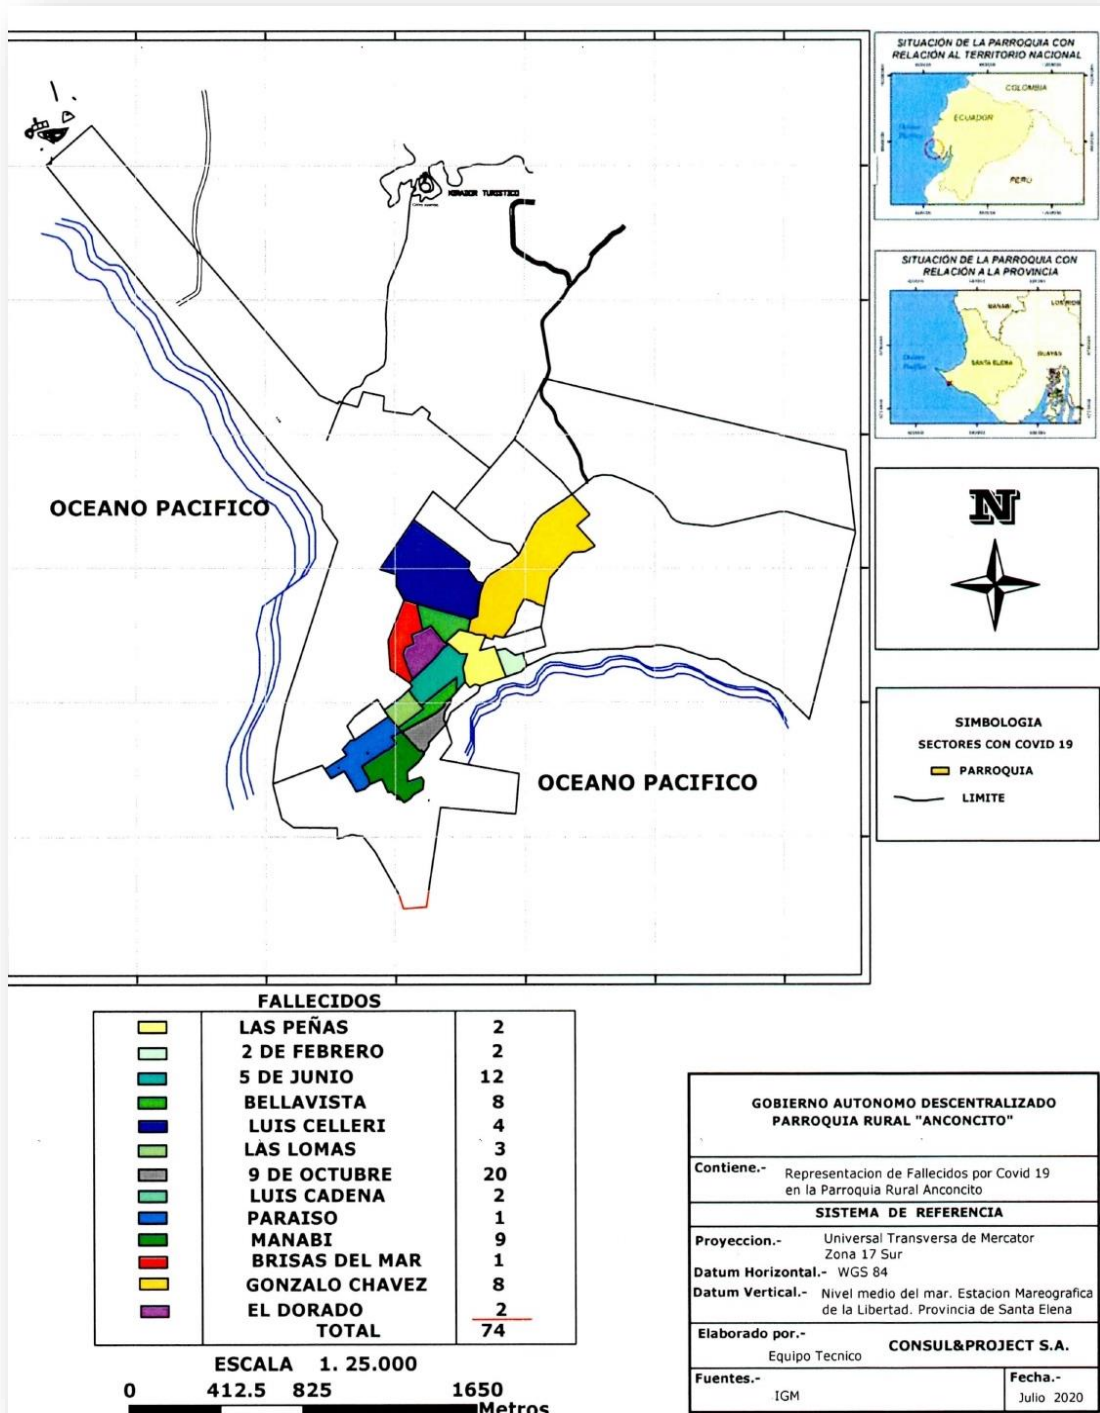 MIRADOR TURISTICO
OCEANO PACIFICO
OCEANO PACIFICO
SITUACIÓN DE LA PARROQUIA CON
RELACIÓN AL TERRITORIO NACIONAL
COLOMBIA
ECUADOR
Océano
Pacífico
PERU
SITUACIÓN DE LA PARROQUIA CON
RELACIÓN A LA PROVINCIA
MANABI
LOS RIOS
Océano
Pacífico
SANTA ELENA
GUAYAS
N
SIMBOLOGIA
SECTORES CON COVID 19
PARROQUIA
LIMITE
FALLECIDOS
LAS PEÑAS 2
2 DE FEBRERO 2
5 DE JUNIO 12
BELLAVISTA 8
LUIS CELLERI 4
LAS LOMAS 3
9 DE OCTUBRE 20
LUIS CADENA 2
PARAISO 1
MANABI 9
BRISAS DEL MAR 1
GONZALO CHAVEZ 8
EL DORADO 2
TOTAL 74
ESCALA 1. 25.000
0 412.5 825 1650
Metros
GOBIERNO AUTONOMO DESCENTRALIZADO
PARROQUIA RURAL "ANCONCITO"
Contiene.- Representacion de Fallecidos por Covid 19
en la Parroquia Rural Anconcito
SISTEMA DE REFERENCIA
Proyeccion.- Universal Transversa de Mercator
Zona 17 Sur
Datum Horizontal.- WGS 84
Datum Vertical.- Nivel medio del mar. Estacion Mareografica
de la Libertad. Provincia de Santa Elena
Elaborado por.-
Equipo Tecnico CONSUL&PROJECT S.A.
Fuentes.-
IGM
Fecha.-
Julio 2020